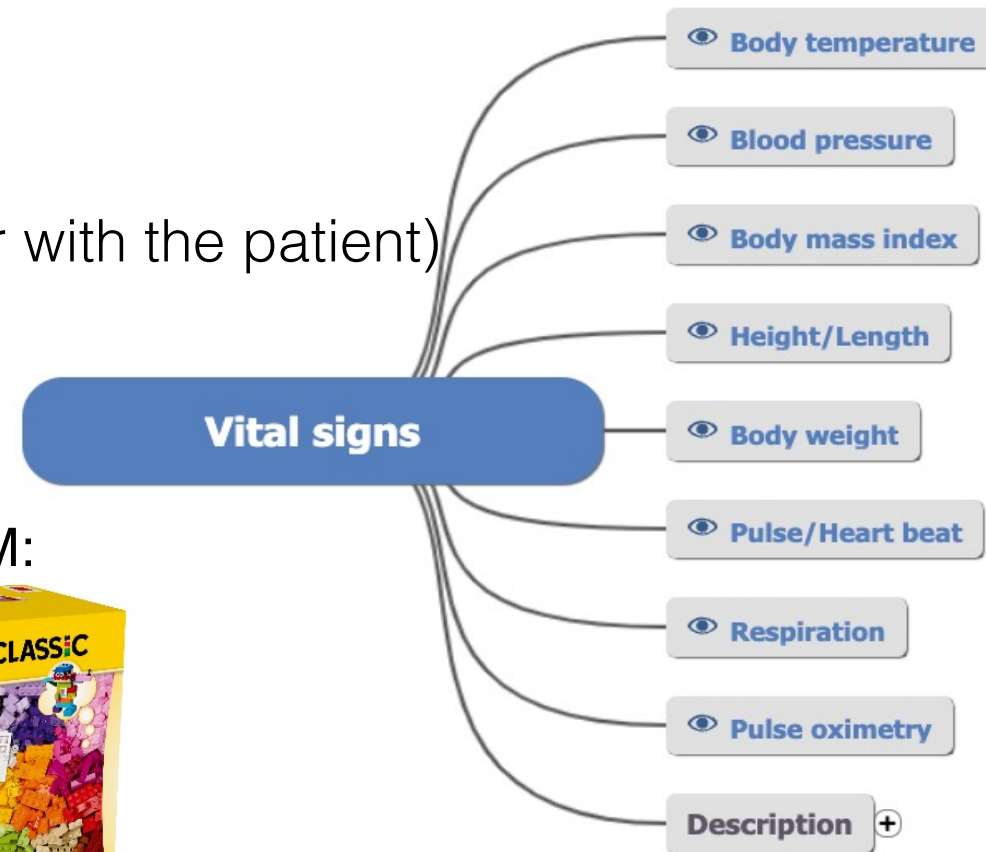 Body temperature
Blood pressure
with the patient)
Body mass index
Height/Length
Vital signs
Body weight
Pulse/Heart beat
CLASSIC
Respiration
Pulse oximetry
Description